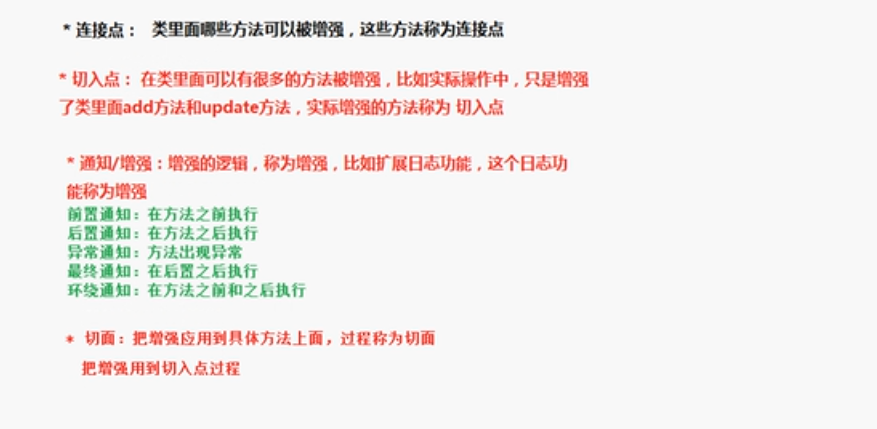 * 连接点： 类里面哪些方法可以被增强，这些方法称为连接点
* 切入点： 在类里面可以有很多的方法被增强，比如实际操作中，只是增强
了类里面add方法和update方法，实际增强的方法称为 切入点
* 通知/增强：增强的逻辑，称为增强，比如扩展日志功能，这个日志功
能称为增强
前置通知：在方法之前执行
后置通知：在方法之后执行
异常通知：方法出现异常
最终通知：在后置之后执行
环绕通知：在方法之前和之后执行
* 切面：把增强应用到具体方法上面，过程称为切面
把增强用到切入点过程